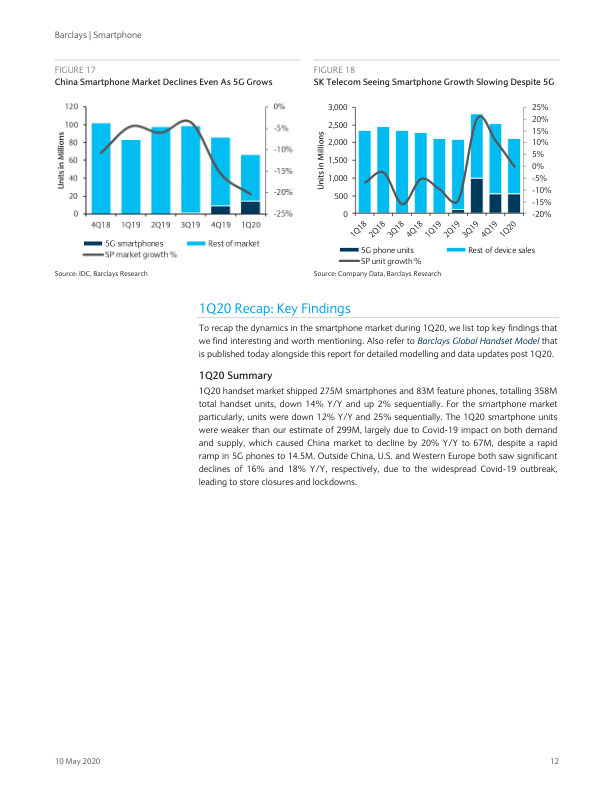 Barclays | Smartphone
FIGURE 17
China Smartphone Market Declines Even As 5G Grows
120
100
80
60
40
20
0
Units in Millions
0%
-5%
-10%
-15%
-20%
-25%
4Q18 1Q19 2Q19 3Q19 4Q19 1Q20
5G smartphones Rest of market
SP market growth %
Source: IDC, Barclays Research
FIGURE 18
SK Telecom Seeing Smartphone Growth Slowing Despite 5G
3,000
2,500
2,000
1,500
1,000
500
0
Units in Millions
25%
20%
15%
10%
5%
0%
-5%
-10%
-15%
-20%
1Q18 2Q18 3Q18 4Q18 1Q19 2Q19 3Q19 4Q19 1Q20
5G phone units Rest of device sales
SP unit growth %
Source: Company Data, Barclays Research
1Q20 Recap: Key Findings
To recap the dynamics in the smartphone market during 1Q20, we list top key findings that
we find interesting and worth mentioning. Also refer to Barclays Global Handset Model that
is published today alongside this report for detailed modelling and data updates post 1Q20.
1Q20 Summary
1Q20 handset market shipped 275M smartphones and 83M feature phones, totalling 358M
total handset units, down 14% Y/Y and up 2% sequentially. For the smartphone market
particularly, units were down 12% Y/Y and 25% sequentially. The 1Q20 smartphone units
were weaker than our estimate of 299M, largely due to Covid-19 impact on both demand
and supply, which caused China market to decline by 20% Y/Y to 67M, despite a rapid
ramp in 5G phones to 14.5M. Outside China, U.S. and Western Europe both saw significant
declines of 16% and 18% Y/Y, respectively, due to the widespread Covid-19 outbreak,
leading to store closures and lockdowns.
10 May 2020
12